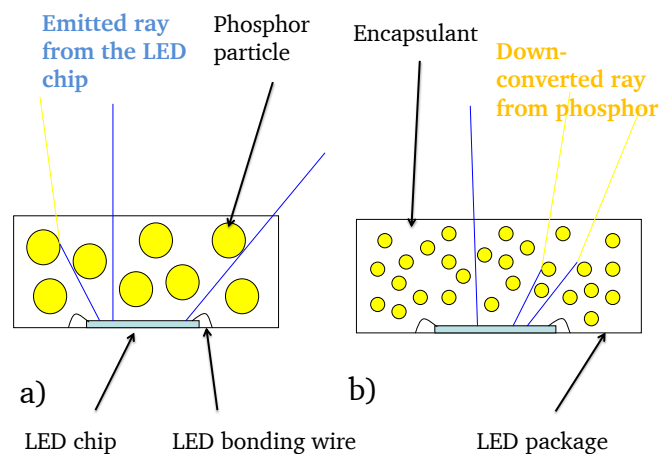 Emitted ray
from the LED
chip
Phosphor
particle
Encapsulant
Down-
converted ray
from phosphor
a)
b)
LED chip
LED bonding wire
LED package